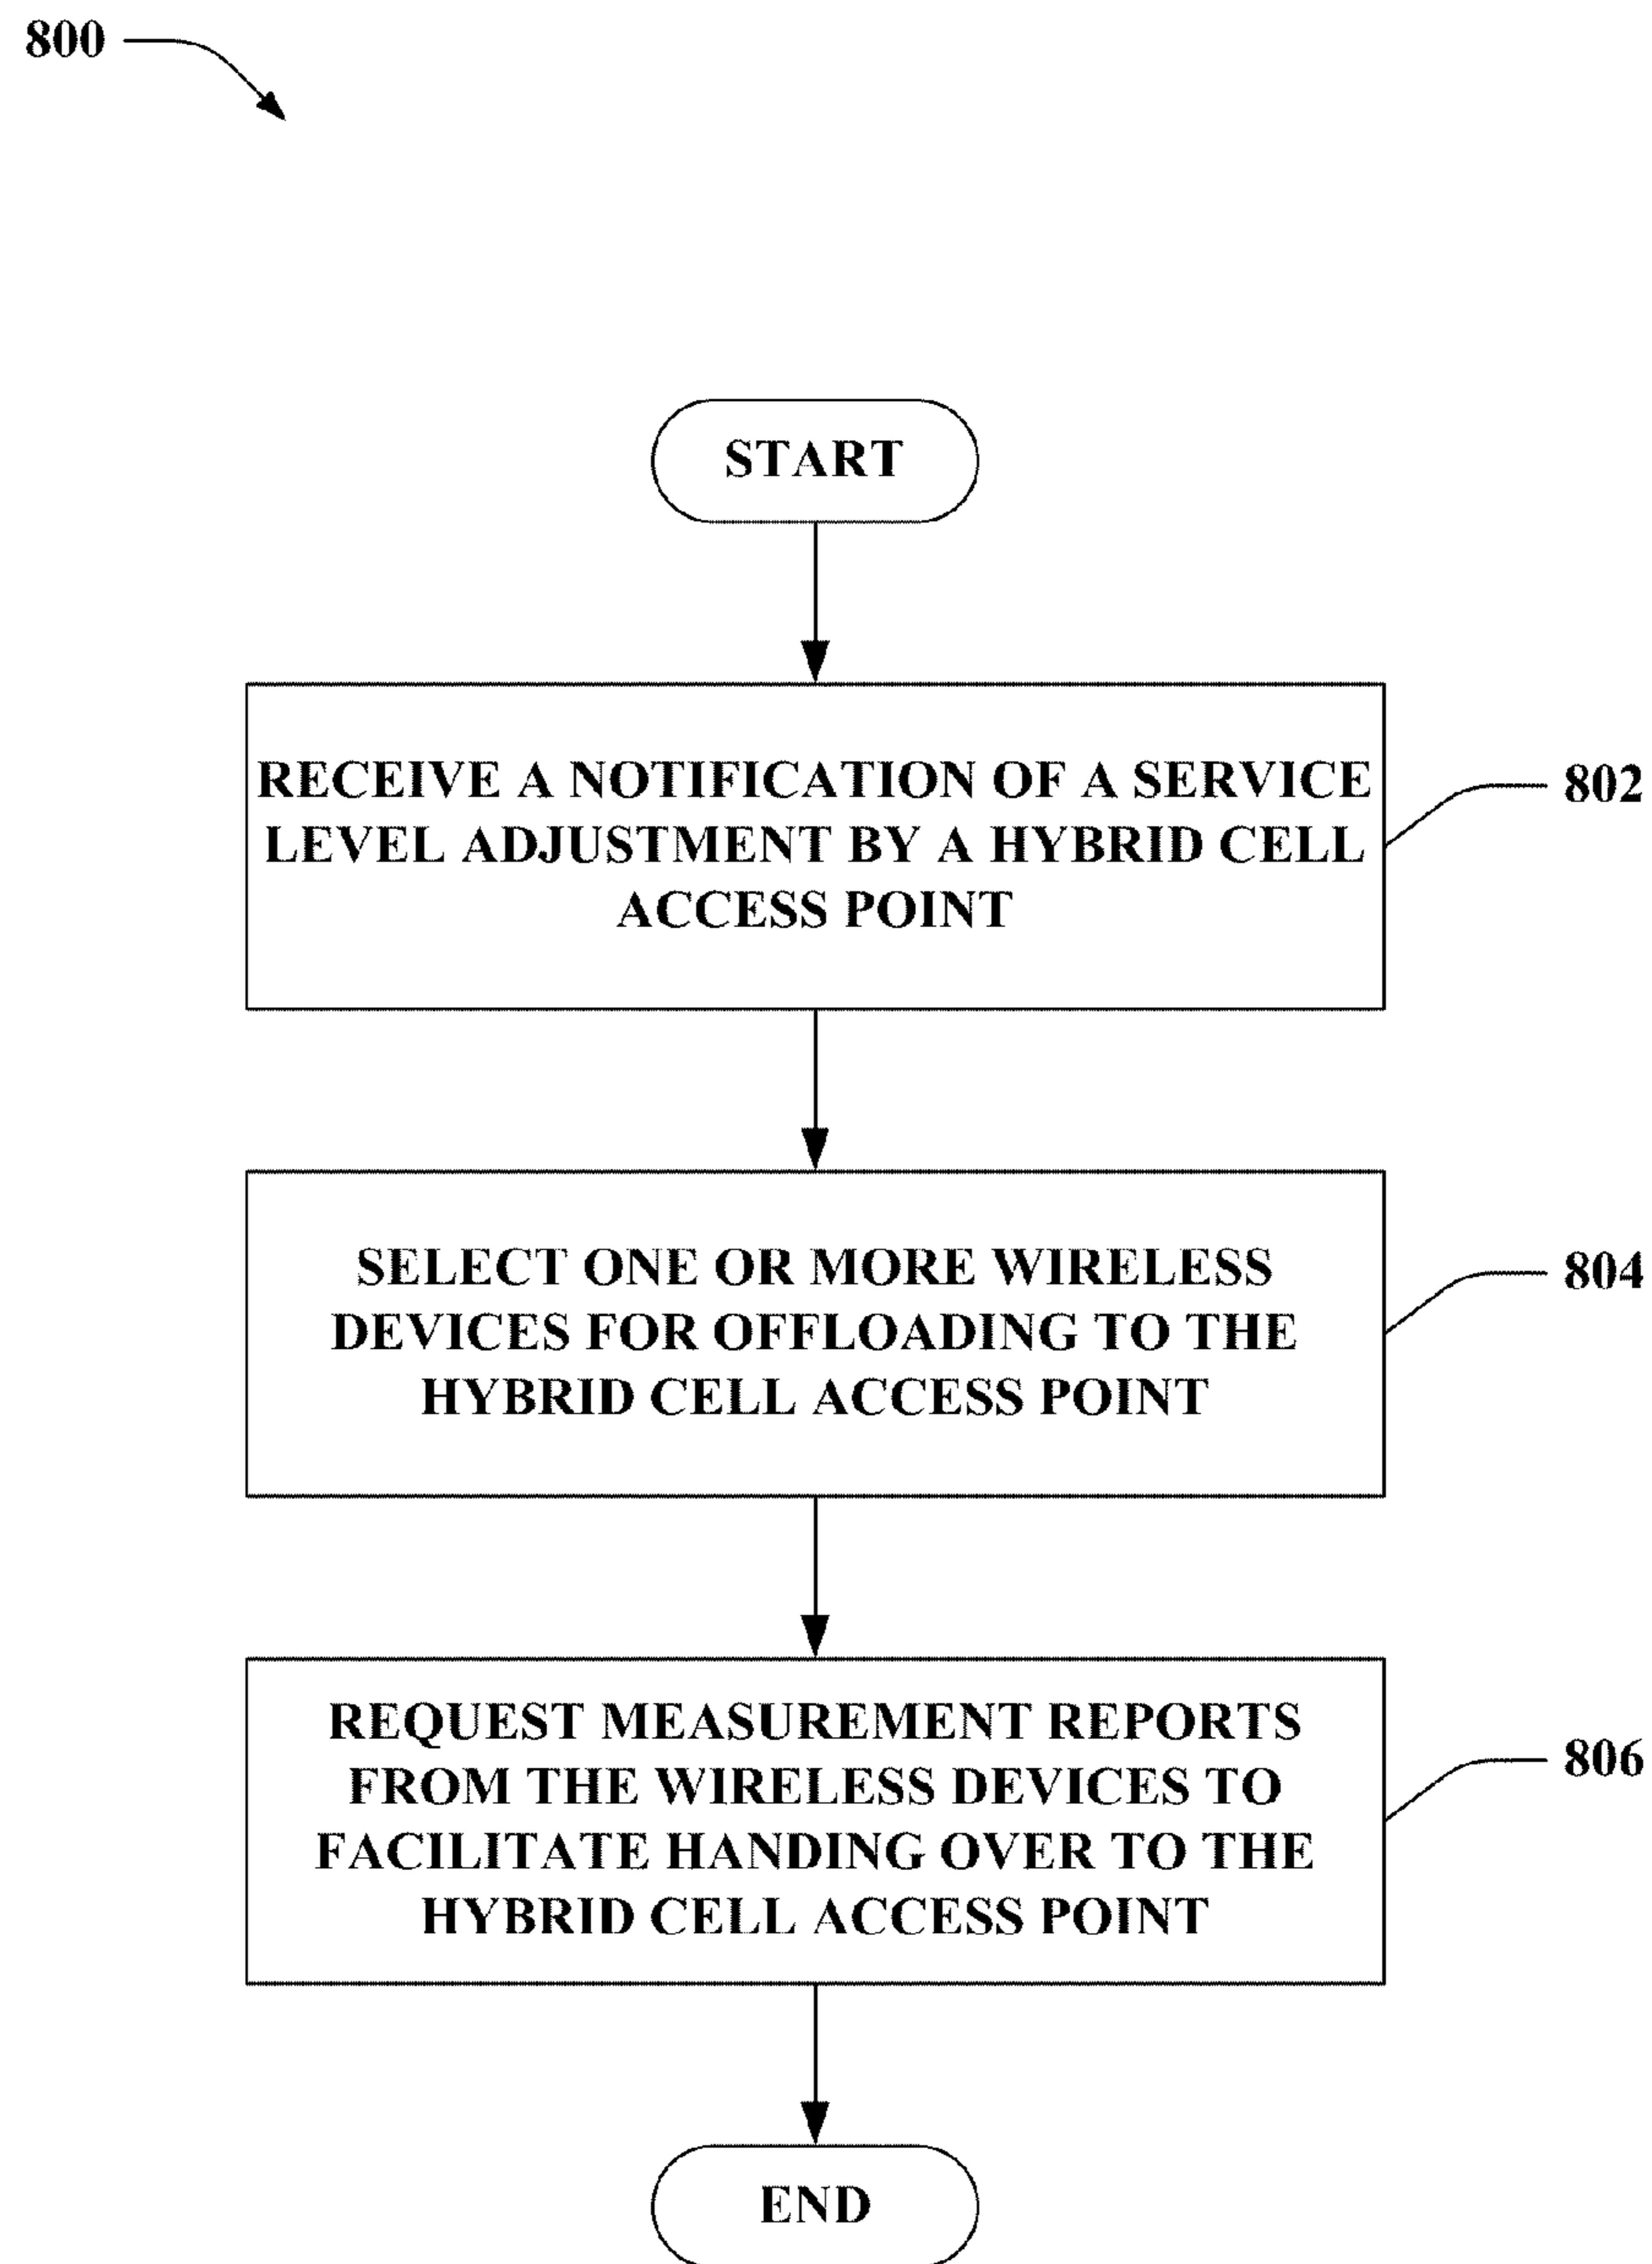 800
START
RECEIVE A NOTIFICATION OF A SERVICE
LEVEL ADJUSTMENT BY A HYBRID CELL
ACCESS POINT
802
SELECT ONE OR MORE WIRELESS
DEVICES FOR OFFLOADING TO THE
HYBRID CELL ACCESS POINT
804
REQUEST MEASUREMENT REPORTS
FROM THE WIRELESS DEVICES TO
FACILITATE HANDING OVER TO THE
HYBRID CELL ACCESS POINT
806
END